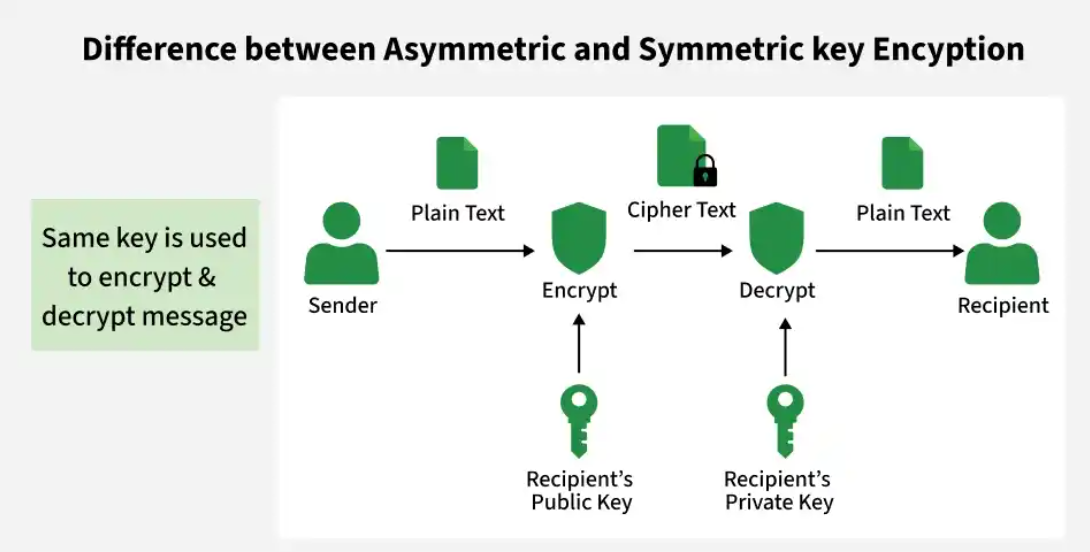 Difference between Asymmetric and Symmetric key Encyption
Same key is used
to encrypt &
decrypt message
Plain Text
Cipher Text
Plain Text
Sender
Encrypt
Decrypt
Recipient
Recipient's
Public Key
Recipient's
Private Key